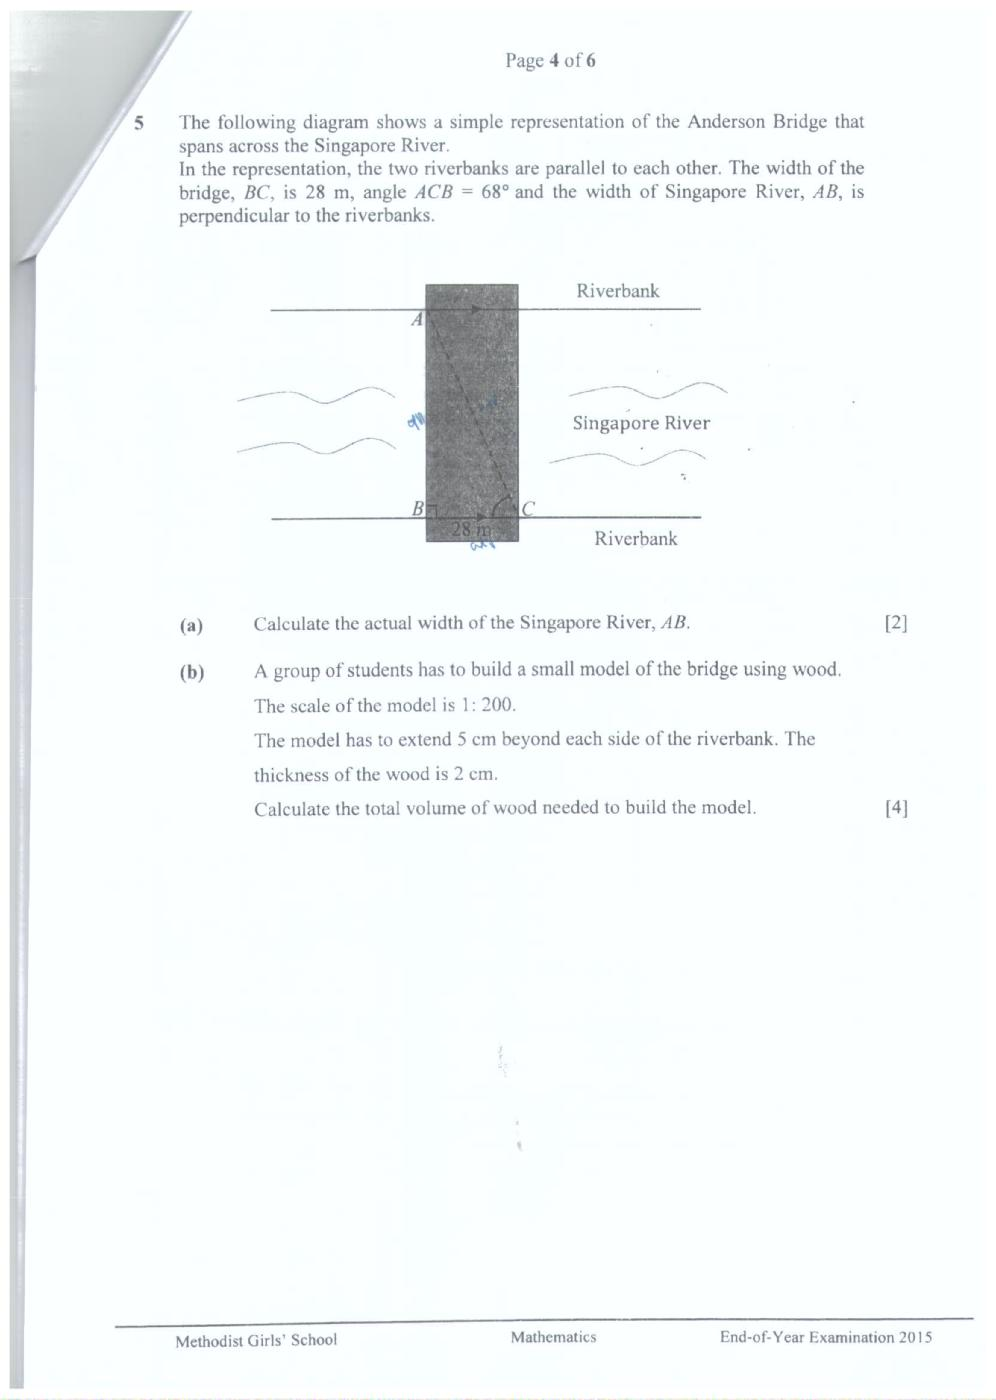 Page 4 of 6
5 The following diagram shows a simple representation of the Anderson Bridge that
spans across the Singapore River.
In the representation, the two riverbanks are parallel to each other. The width of the
bridge, BC, is 28 m, angle ACB = 68° and the width of Singapore River, AB, is
perpendicular to the riverbanks.
Riverbank
A
Singapore River
B C
28 m
Riverbank
(a) Calculate the actual width of the Singapore River, AB. [2]
(b) A group of students has to build a small model of the bridge using wood.
The scale of the model is 1: 200.
The model has to extend 5 cm beyond each side of the riverbank. The
thickness of the wood is 2 cm.
Calculate the total volume of wood needed to build the model. [4]
Methodist Girls' School Mathematics End-of-Year Examination 2015